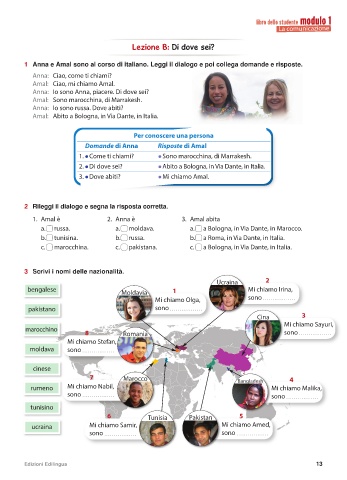 libro dello studente modulo 1
La comunicazione
Lezione B: Di dove sei?
1 Anna e Amal sono al corso di italiano. Leggi il dialogo e poi collega domande e risposte.
Anna: Ciao, come ti chiami?
Amal: Ciao, mi chiamo Amal.
Anna: Io sono Anna, piacere. Di dove sei?
Amal: Sono marocchina, di Marrakesh.
Anna: Io sono russa. Dove abiti?
Amal: Abito a Bologna, in Via Dante, in Italia.
Per conoscere una persona
Domande di Anna Risposte di Amal
1. • Come ti chiami? • Sono marocchina, di Marrakesh.
2. • Di dove sei? • Abito a Bologna, in Via Dante, in Italia.
3. • Dove abiti? • Mi chiamo Amal.
2 Rileggi il dialogo e segna la risposta corretta.
1. Amal è 2. Anna è 3. Amal abita
a. russa. a. moldava. a. a Bologna, in Via Dante, in Marocco.
b. tunisina. b. russa. b. a Roma, in Via Dante, in Italia.
c. marocchina. c. pakistana. c. a Bologna, in Via Dante, in Italia.
3 Scrivi i nomi delle nazionalità.
bengalese
pakistano
marocchino
moldava
cinese
rumeno
tunisino
ucraina
Moldavia 1
Mi chiamo Olga,
sono ..............
Ucraina 2
Mi chiamo Irina,
sono ..............
Cina 3
Mi chiamo Sayuri,
sono ..............
Bangladesh 4
Mi chiamo Malika,
sono ..............
Pakistan 5
Mi chiamo Amed,
sono ..............
6 Tunisia
Mi chiamo Samir,
sono ..............
7 Marocco
Mi chiamo Nabil,
sono ..............
8 Romania
Mi chiamo Stefan,
sono ..............
Edizioni Edilingua 13